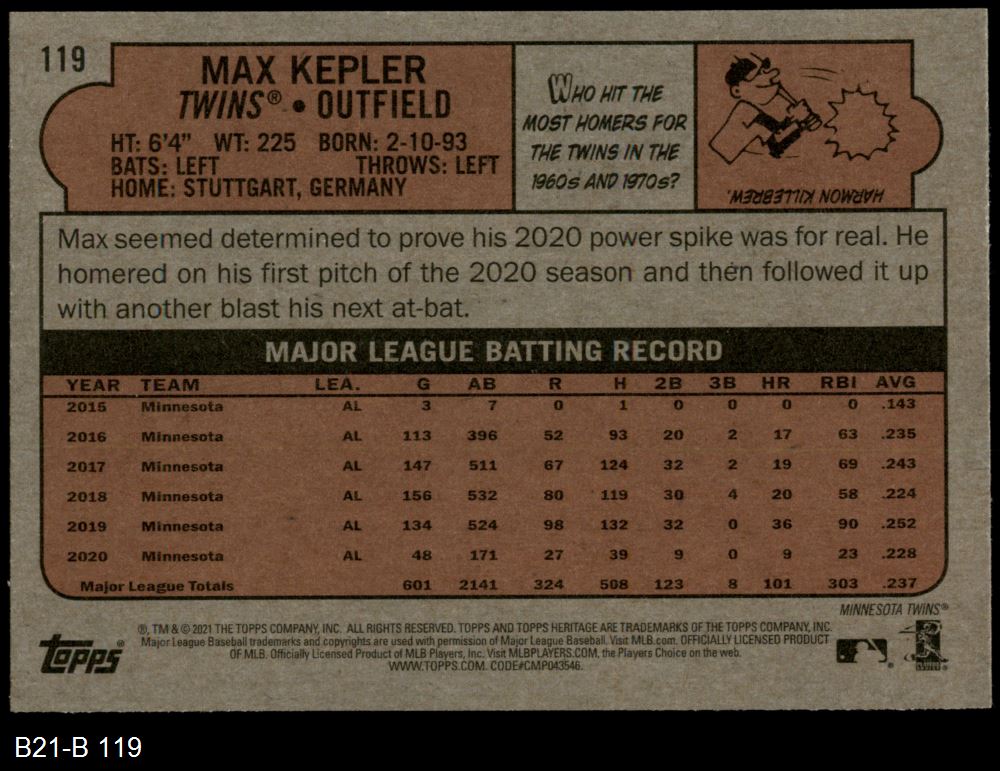 119
MAX KEPLER
TWINS® • OUTFIELD
HT: 6'4" WT: 225 BORN: 2-10-93
BATS: LEFT THROWS: LEFT
HOME: STUTTGART, GERMANY
WHO HIT THE
MOST HOMERS FOR
THE TWINS IN THE
1960s AND 1970s?
HARMON KILLEBREW.
Max seemed determined to prove his 2020 power spike was for real. He
homered on his first pitch of the 2020 season and then followed it up
with another blast his next at-bat.
MAJOR LEAGUE BATTING RECORD
YEAR TEAM LEA. G AB R H 2B 3B HR RBI AVG
2015 Minnesota AL 3 7 0 1 0 0 0 0 .143
2016 Minnesota AL 113 396 52 93 20 2 17 63 .235
2017 Minnesota AL 147 511 67 124 32 2 19 69 .243
2018 Minnesota AL 156 532 80 119 30 4 20 58 .224
2019 Minnesota AL 134 524 98 132 32 0 36 90 .252
2020 Minnesota AL 48 171 27 39 9 0 9 23 .228
Major League Totals 601 2141 324 508 123 8 101 303 .237
MINNESOTA TWINS®
®, TM & © 2021 THE TOPPS COMPANY, INC. ALL RIGHTS RESERVED. TOPPS AND TOPPS HERITAGE ARE TRADEMARKS OF THE TOPPS COMPANY, INC.
Major League Baseball trademarks and copyrights are used with permission of Major League Baseball. Visit MLB.com. OFFICIALLY LICENSED PRODUCT
OF MLB. Officially Licensed Product of MLB Players, Inc. Visit MLBPLAYERS.COM, the Players Choice on the web.
WWW.TOPPS.COM. CODE#CMP043546.
topps®
B21-B 119